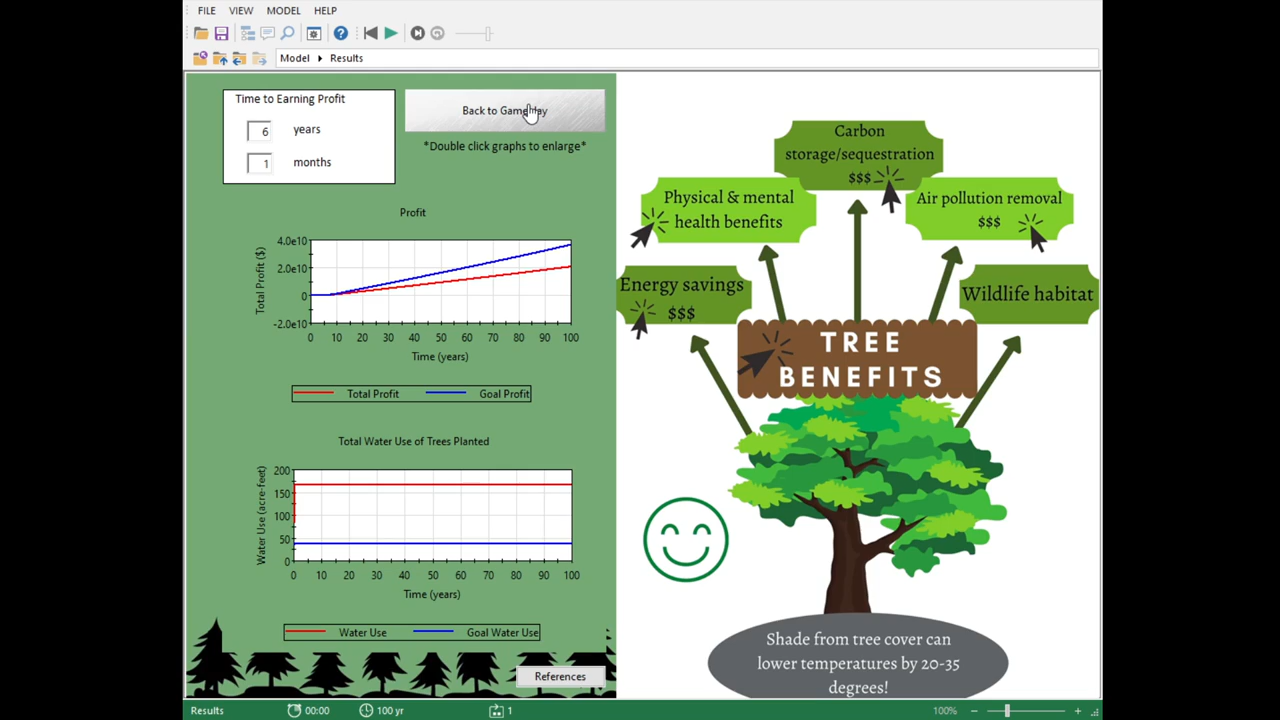 FILE VIEW MODEL HELP
Model ▸ Results
Time to Earning Profit
6 years
1 months
Back to Gameplay
*Double click graphs to enlarge*
Profit
Total Profit ($)
4.0e10
2.0e10
0
-2.0e10
0 10 20 30 40 50 60 70 80 90 100
Time (years)
Total Profit Goal Profit
Total Water Use of Trees Planted
Water Use (acre-feet)
200
150
100
50
0
0 10 20 30 40 50 60 70 80 90 100
Time (years)
Water Use Goal Water Use
References
Carbon
storage/sequestration
$$$
Physical & mental
health benefits
Air pollution removal
$$$
Energy savings
$$$
Wildlife habitat
TREE
BENEFITS
Shade from tree cover can
lower temperatures by 20-35
degrees!
Results 00:00 100 yr 1 100%